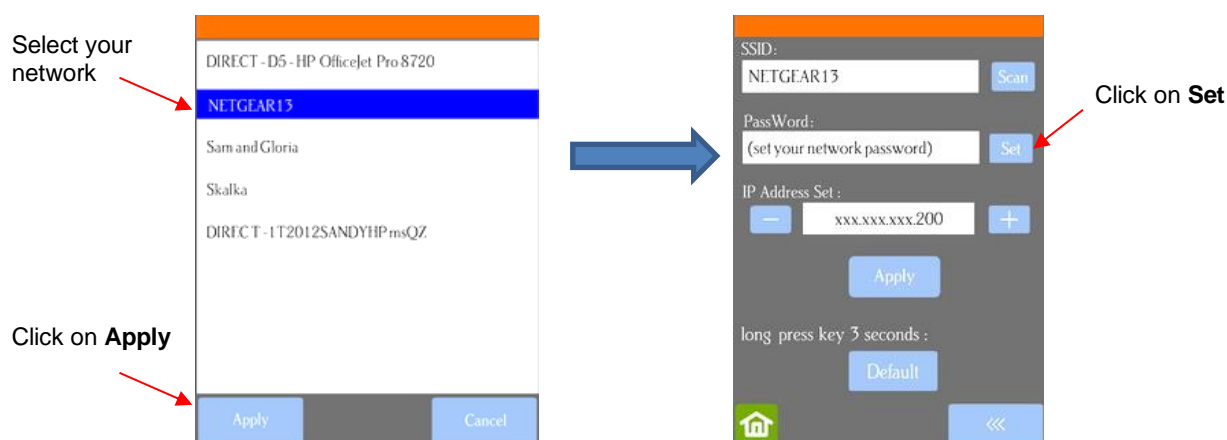 Select your
network
DIRECT - D5 - HP OfficeJet Pro 8720
NETGEAR13
Sam and Gloria
Skalka
DIRECT - 1T2012SANDYHP msQZ
Click on Apply
Apply
Cancel
SSID:
NETGEAR13
Scan
PassWord:
(set your network password)
Set
Click on Set
IP Address Set :
xxx.xxx.xxx.200
Apply
long press key 3 seconds :
Default